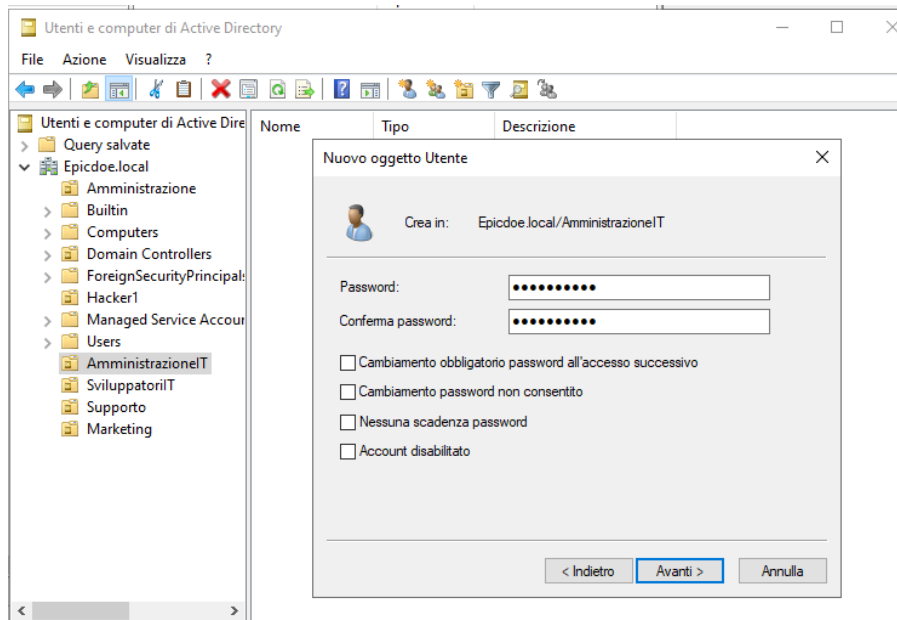 Utenti e computer di Active Directory
File Azione Visualizza ?
Utenti e computer di Active Dire
Query salvate
Epicdoe.local
Amministrazione
Builtin
Computers
Domain Controllers
ForeignSecurityPrincipals
Hacker1
Managed Service Accour
Users
AmministrazioneIT
SviluppatoriIT
Supporto
Marketing
Nome Tipo Descrizione
Nuovo oggetto Utente
Crea in: Epicdoe.local/AmministrazioneIT
Password: ●●●●●●●●●●
Conferma password: ●●●●●●●●●●
Cambiamento obbligatorio password all'accesso successivo
Cambiamento password non consentito
Nessuna scadenza password
Account disabilitato
< Indietro Avanti > Annulla